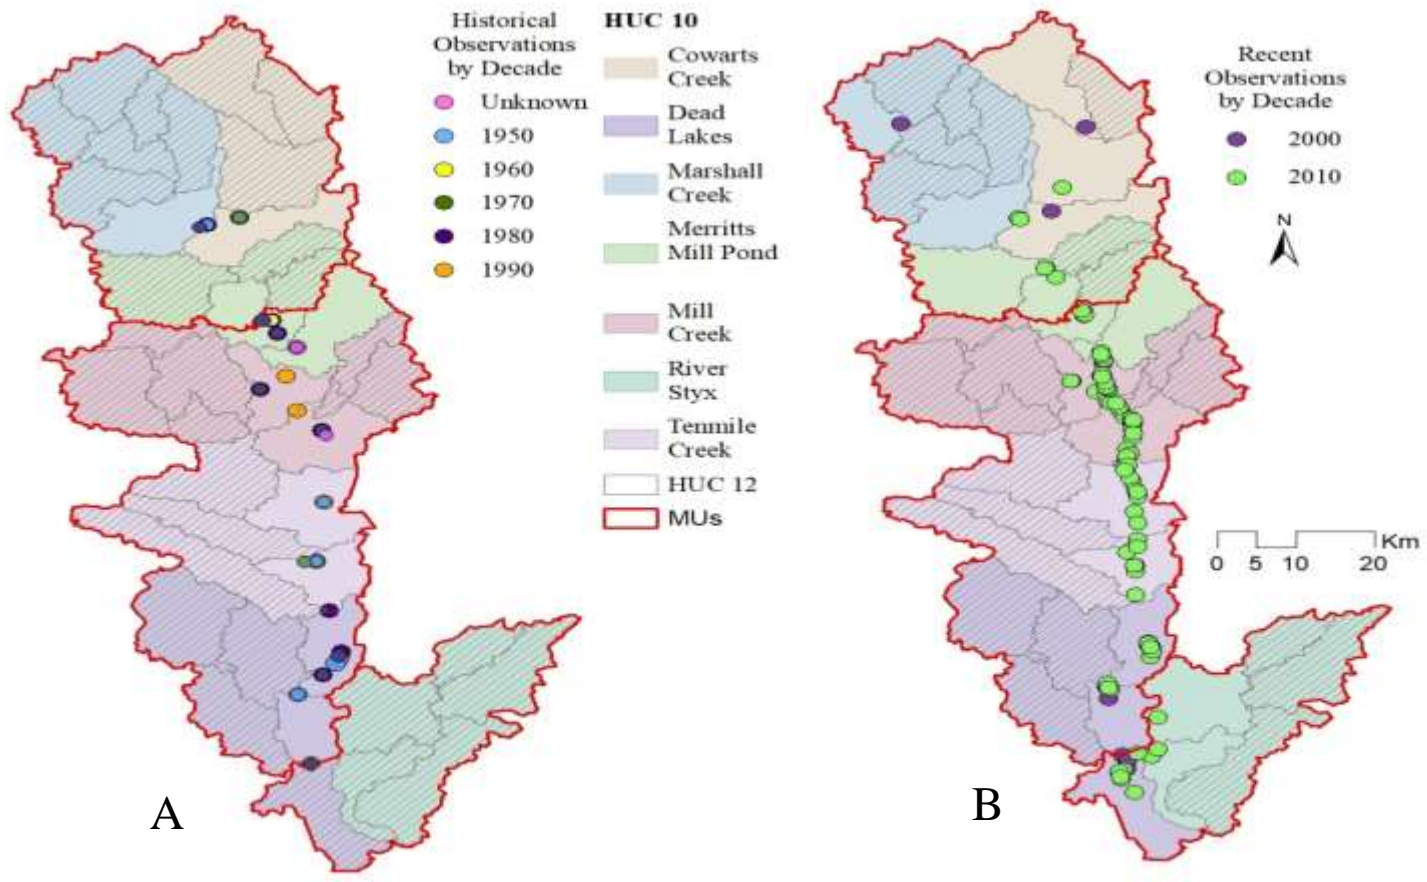 Historical
Observations
by Decade
Unknown
1950
1960
1970
1980
1990
HUC 10
Cowarts
Creek
Dead
Lakes
Marshall
Creek
Merritts
Mill Pond
Mill
Creek
River
Styx
Tenmile
Creek
HUC 12
MUs
A
Recent
Observations
by Decade
2000
2010
N
Km
0 5 10 20
B